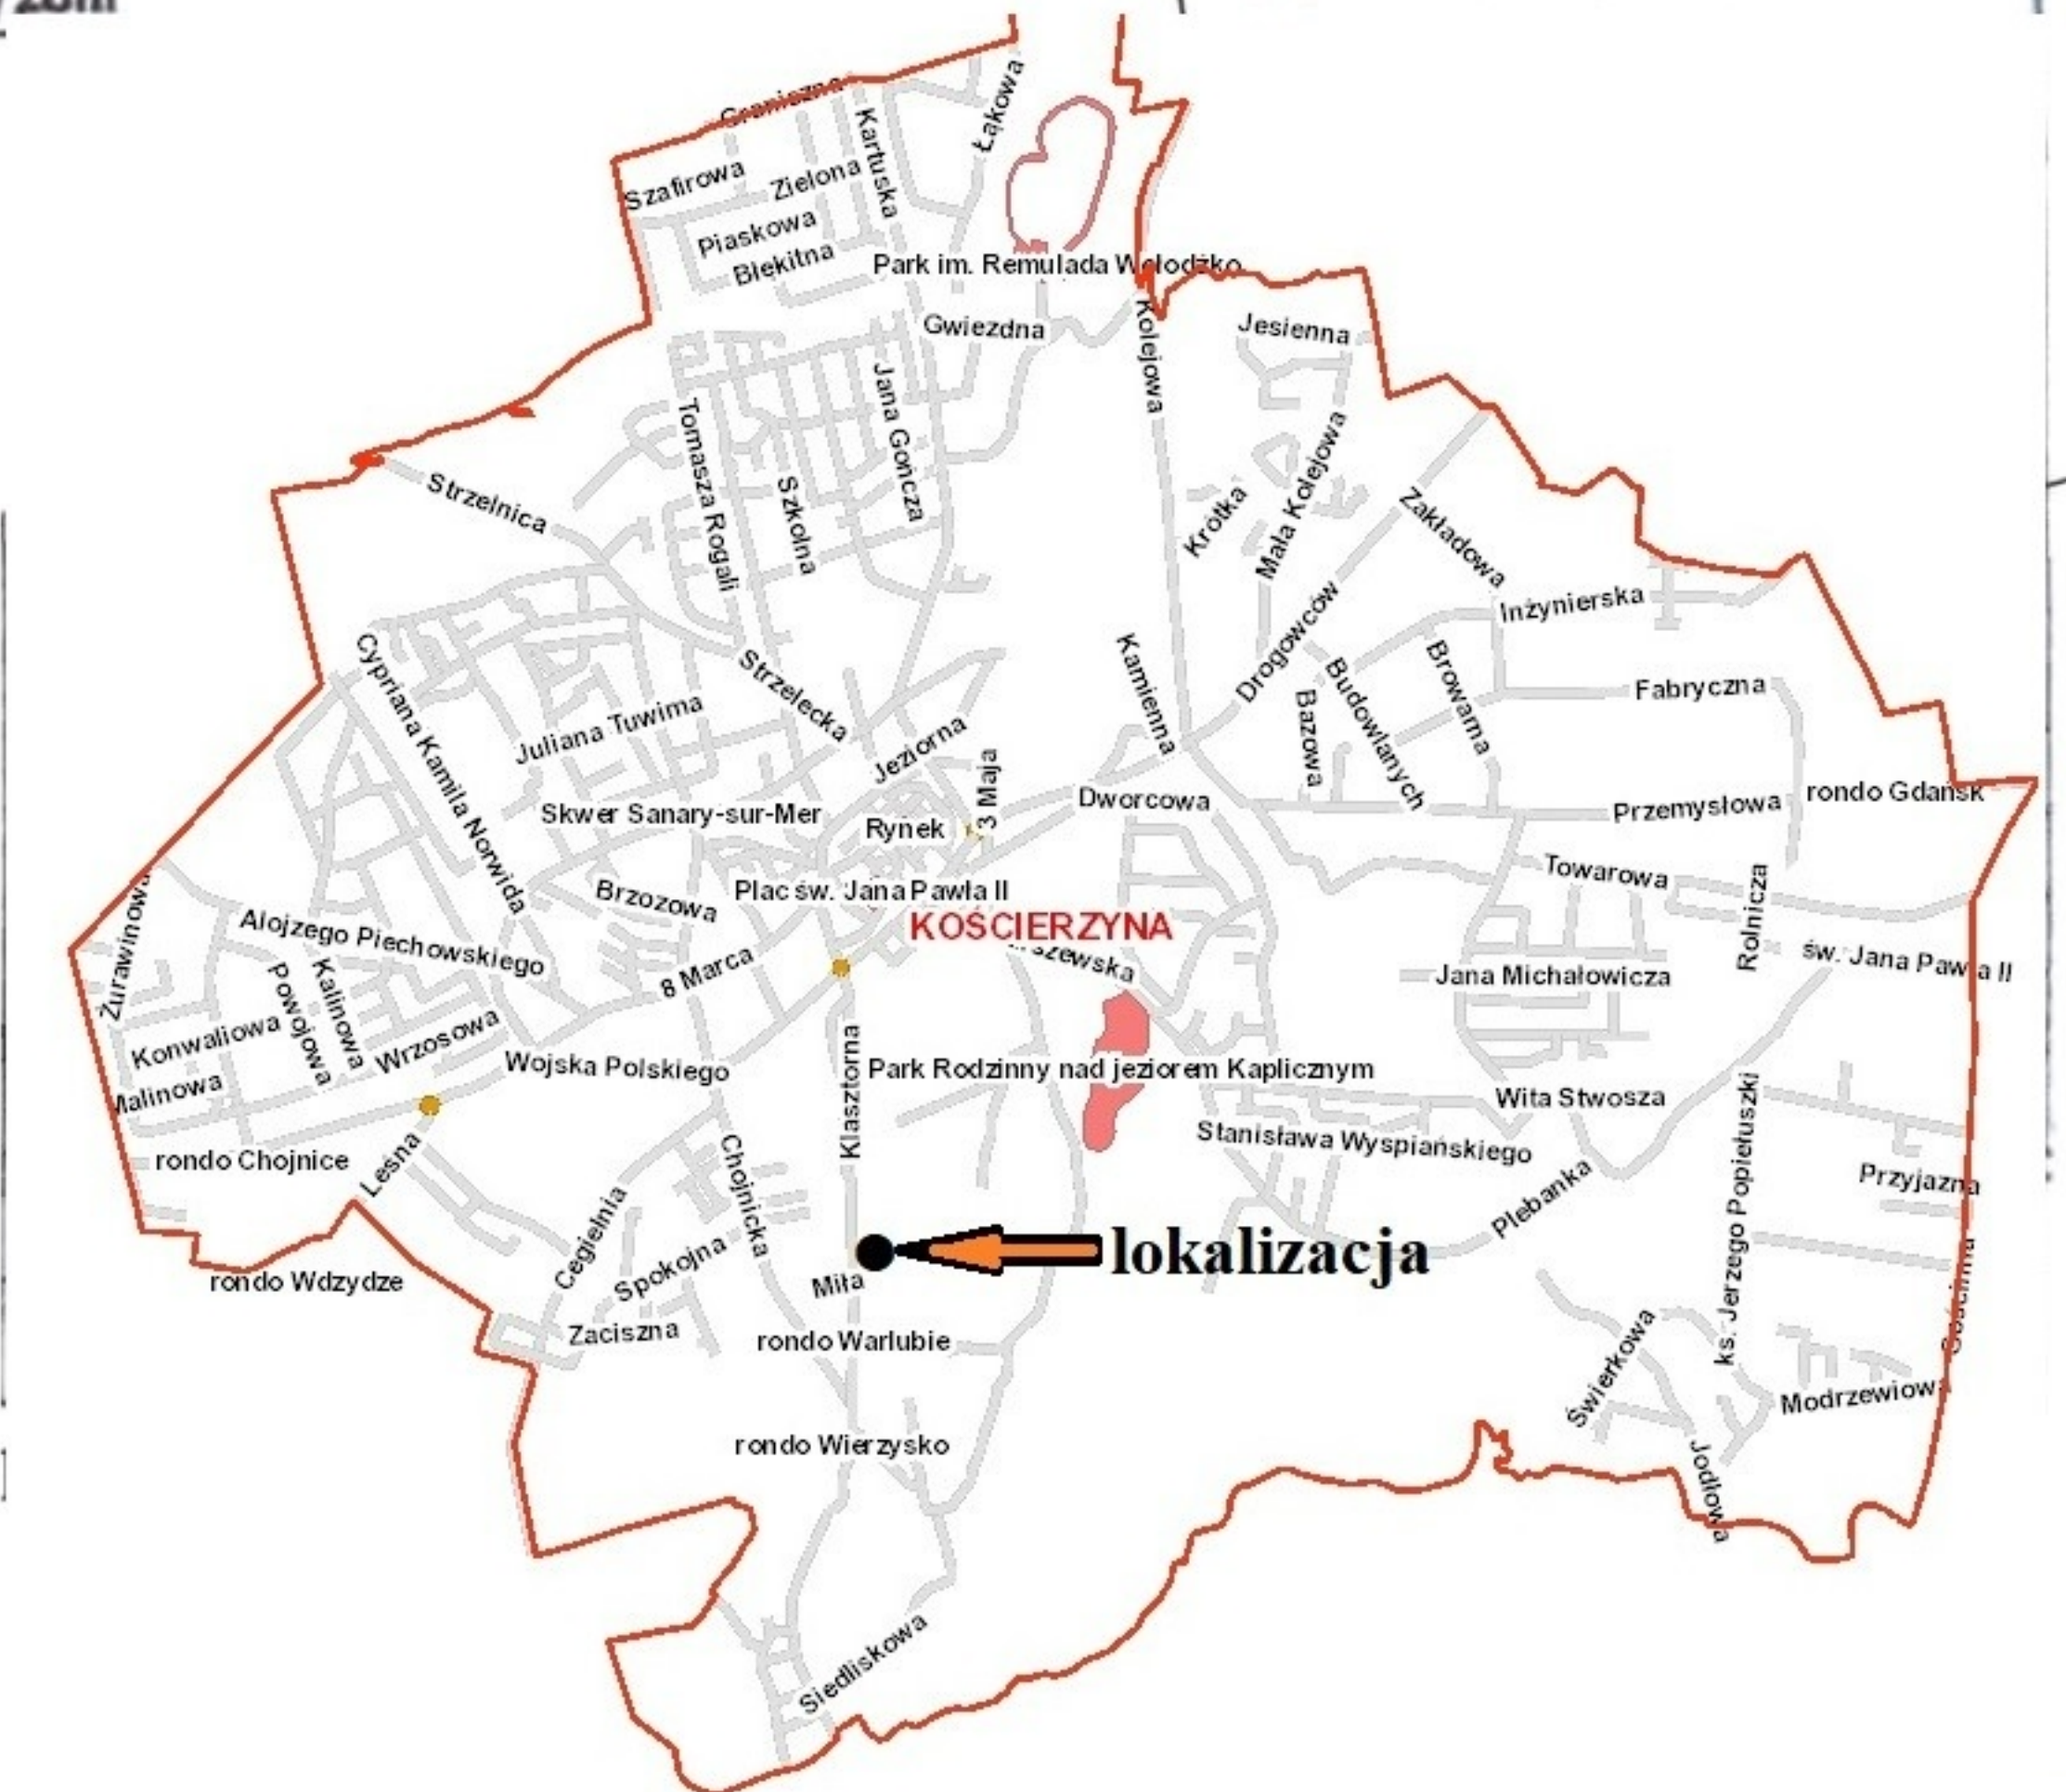 Graniczna
Łąkowa
Kartuska
Szafirowa
Zielona
Piaskowa
Błękitna
Park im. Remulada Wołodźko
Gwiezdna
Kolejowa
Jesienna
Jana Gończa
Tomasza Rogali
Szkolna
Strzelnica
Krótka
Mała Kolejowa
Zakładowa
Inżynierska
Drogowców
Kamienna
Budowlanych
Browarna
Bazowa
Fabryczna
Cypriana Kamila Norwida
Strzelecka
Juliana Tuwima
Jeziorna
3 Maja
Dworcowa
Skwer Sanary-sur-Mer
Rynek
Przemysłowa
rondo Gdańsk
Towarowa
Rolnicza
Żurawinowa
Brzozowa
Plac św. Jana Pawła II
KOŚCIERZYNA
Alojzego Piechowskiego
8 Marca
szewska
Jana Michałowicza
św. Jana Pawła II
Powojowa
Kalinowa
Konwaliowa
Wrzosowa
Wojska Polskiego
Malinowa
Klasztorna
Park Rodzinny nad jeziorem Kaplicznym
Wita Stwosza
Stanisława Wyspiańskiego
ks. Jerzego Popiełuszki
rondo Chojnice
Leśna
Chojnicka
Cegielnia
Spokojna
Plebanka
Przyjazna
lokalizacja
Miła
rondo Wdzydze
Zaciszna
rondo Warlubie
Świerkowa
Modrzewiowa
rondo Wierzysko
Jodłowa
Siedliskowa